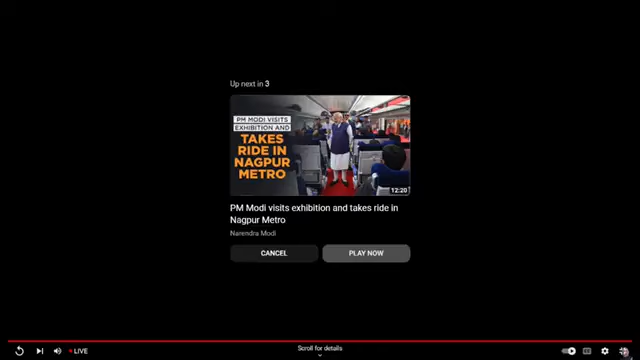 Up next in 3
PM MODI VISITS
EXHIBITION AND
TAKES
RIDE IN
NAGPUR
METRO
12:20
PM Modi visits exhibition and takes ride in
Nagpur Metro
Narendra Modi
CANCEL
PLAY NOW
LIVE
Scroll for details